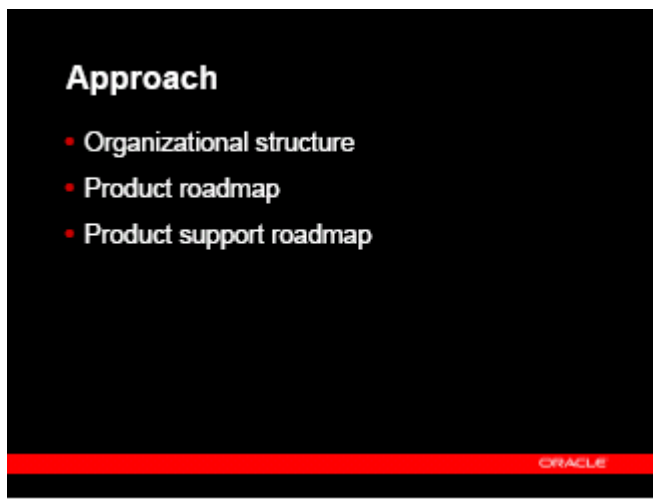 Approach
• Organizational structure
• Product roadmap
• Product support roadmap
ORACLE